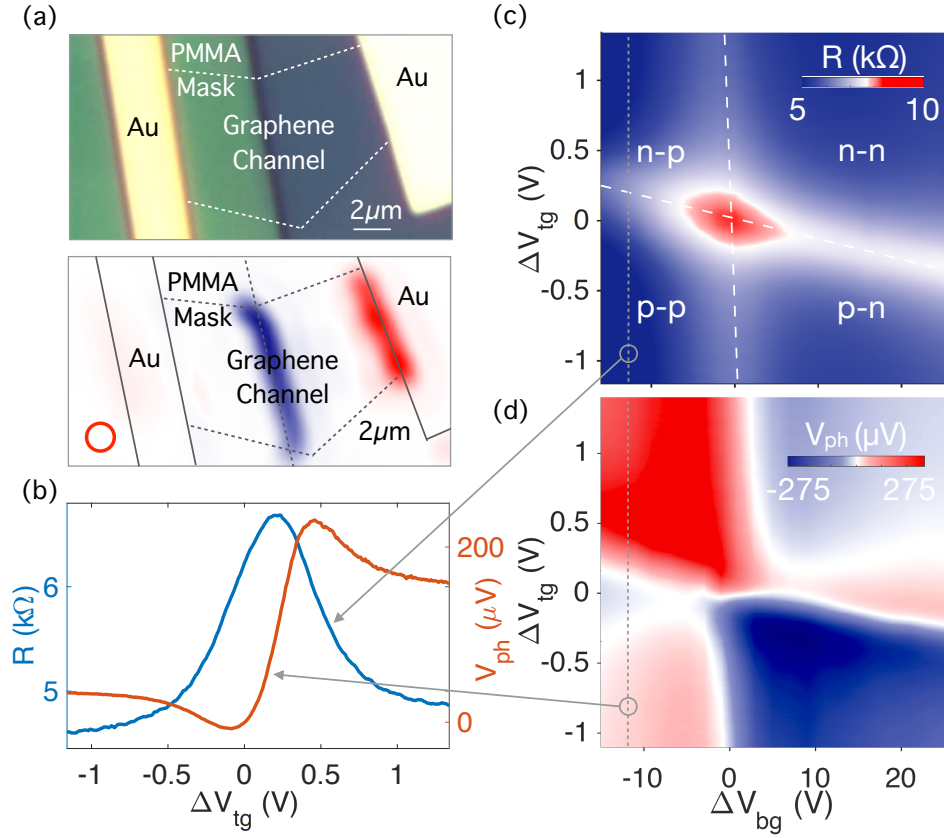 (a)
PMMA
Mask
Au
Au
Graphene
Channel
2μm
PMMA
Mask
Au
Au
Graphene
Channel
2μm
(b)
R (kΩ)
6
5
200
0
V_ph (μV)
-1
-0.5
0
0.5
1
ΔV_tg (V)
(c)
R (kΩ)
5
10
n-p
n-n
p-p
p-n
1
0.5
0
-0.5
-1
ΔV_tg (V)
(d)
V_ph (μV)
-275
275
1
0.5
0
-0.5
-1
ΔV_tg (V)
-10
0
10
20
ΔV_bg (V)